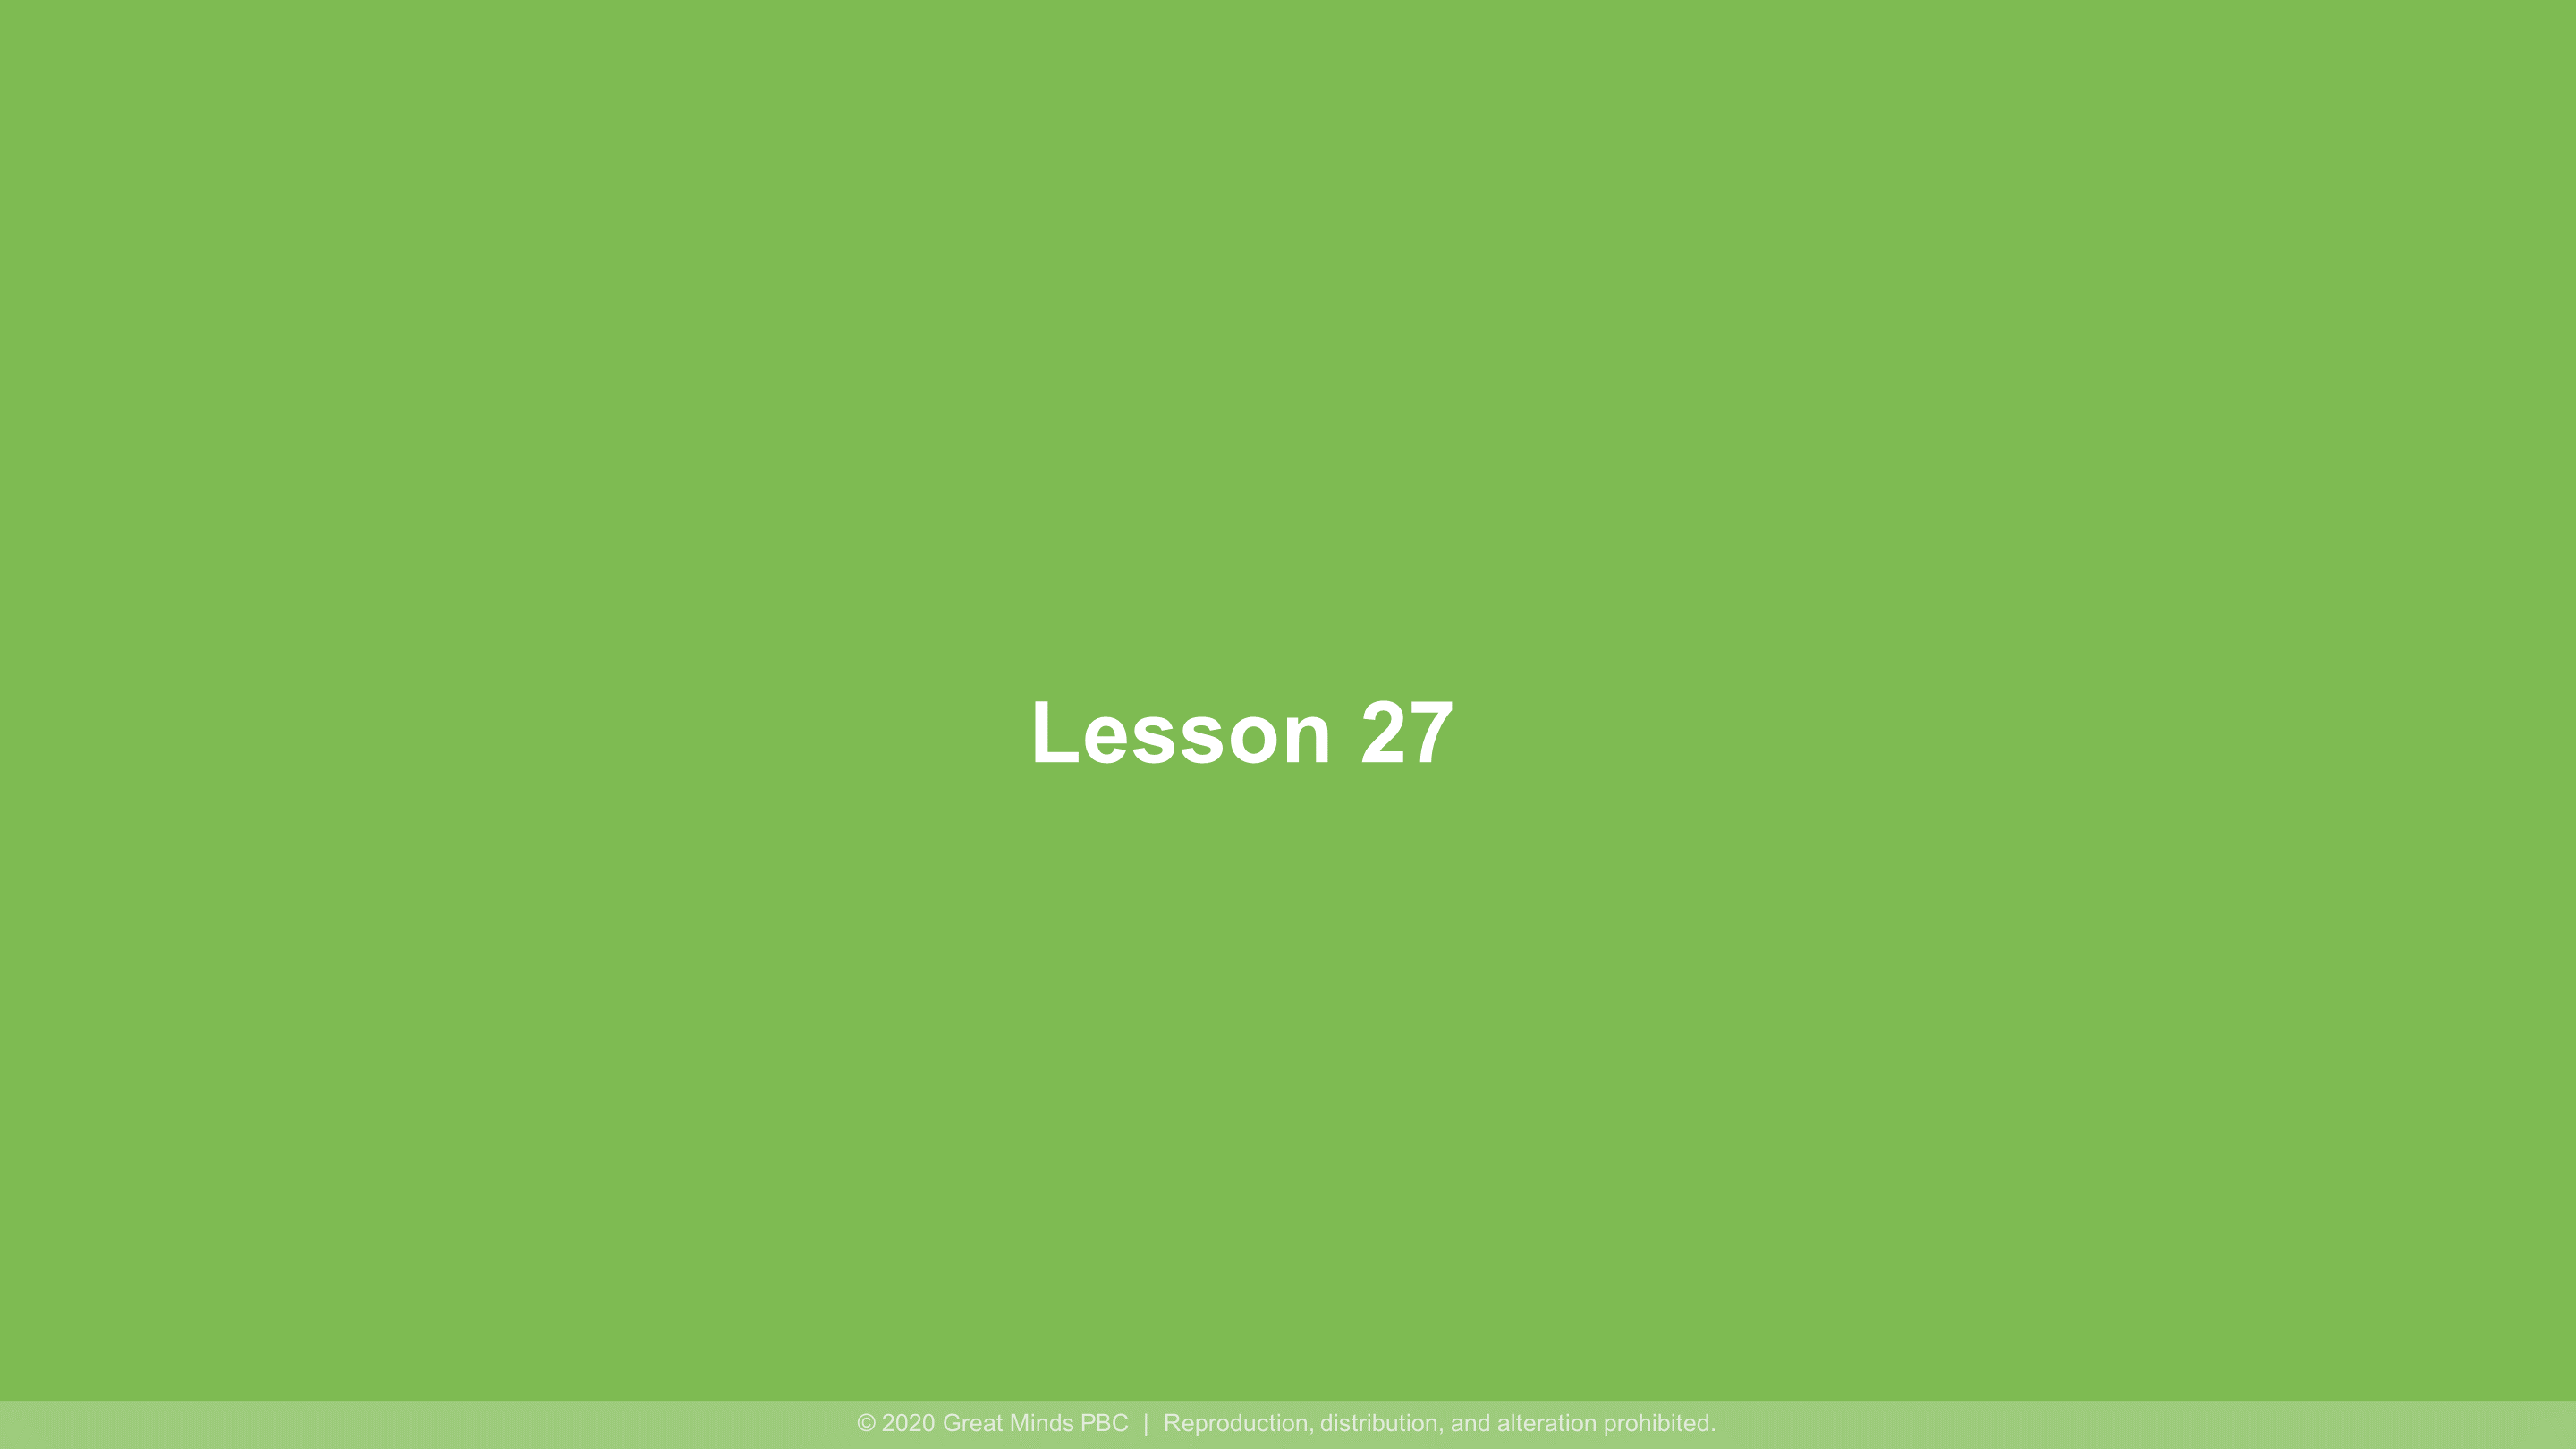 Lesson 27
© 2020 Great Minds PBC | Reproduction, distribution, and alteration prohibited.